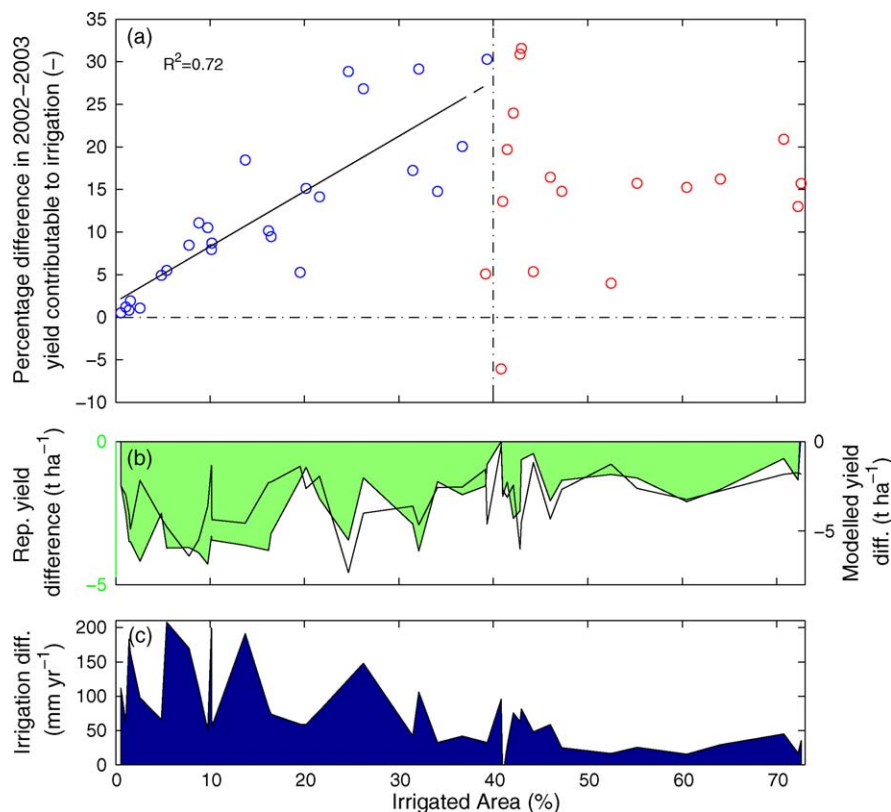 (a)
R²=0.72
Percentage difference in 2002−2003
yield contributable to irrigation (−)
35
30
25
20
15
10
5
0
−5
−10
(b)
Rep. yield
difference (t ha⁻¹)
0
−5
0
−5
Modelled yield
diff. (t ha⁻¹)
(c)
Irrigation diff.
(mm yr⁻¹)
200
150
100
50
0
0 10 20 30 40 50 60 70
Irrigated Area (%)